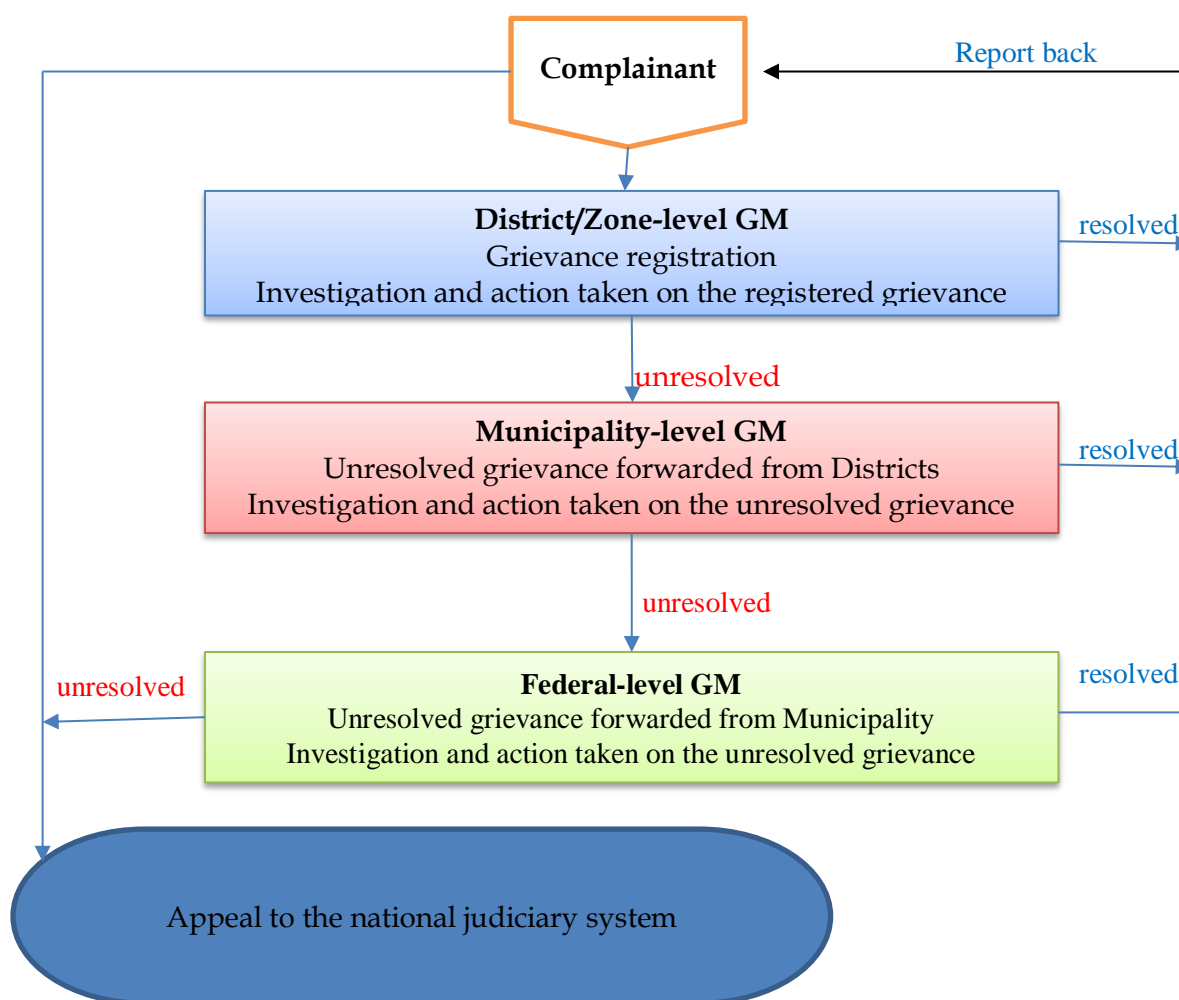 Complainant
Report back
District/Zone-level GM
Grievance registration
Investigation and action taken on the registered grievance
resolved
unresolved
Municipality-level GM
Unresolved grievance forwarded from Districts
Investigation and action taken on the unresolved grievance
resolved
unresolved
Federal-level GM
Unresolved grievance forwarded from Municipality
Investigation and action taken on the unresolved grievance
resolved
unresolved
Appeal to the national judiciary system